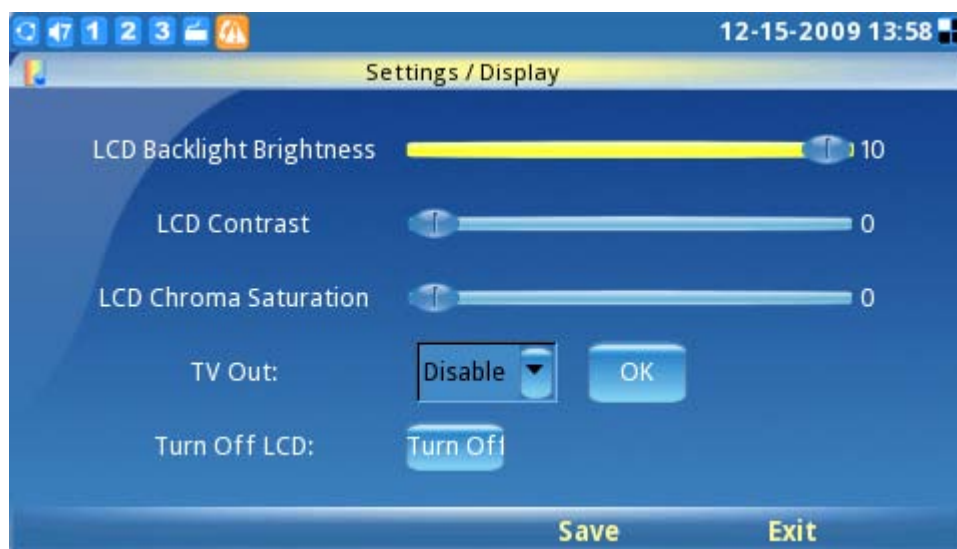 7 1 2 3 12-15-2009 13:58
Settings / Display
LCD Backlight Brightness 10
LCD Contrast 0
LCD Chroma Saturation 0
TV Out: Disable OK
Turn Off LCD: Turn Off
Save Exit